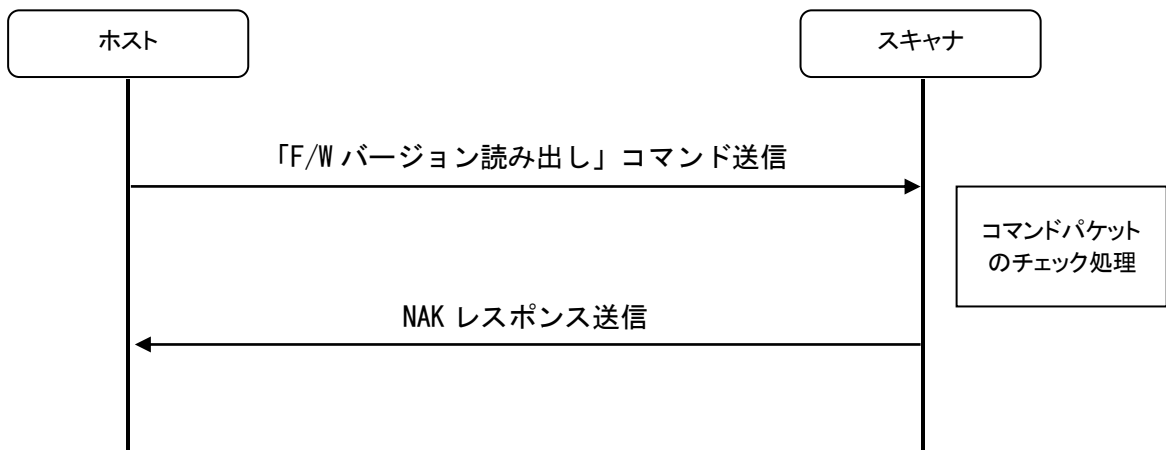 ホスト
スキャナ
「F/W バージョン読み出し」コマンド送信
コマンドパケット
のチェック処理
NAK レスポンス送信